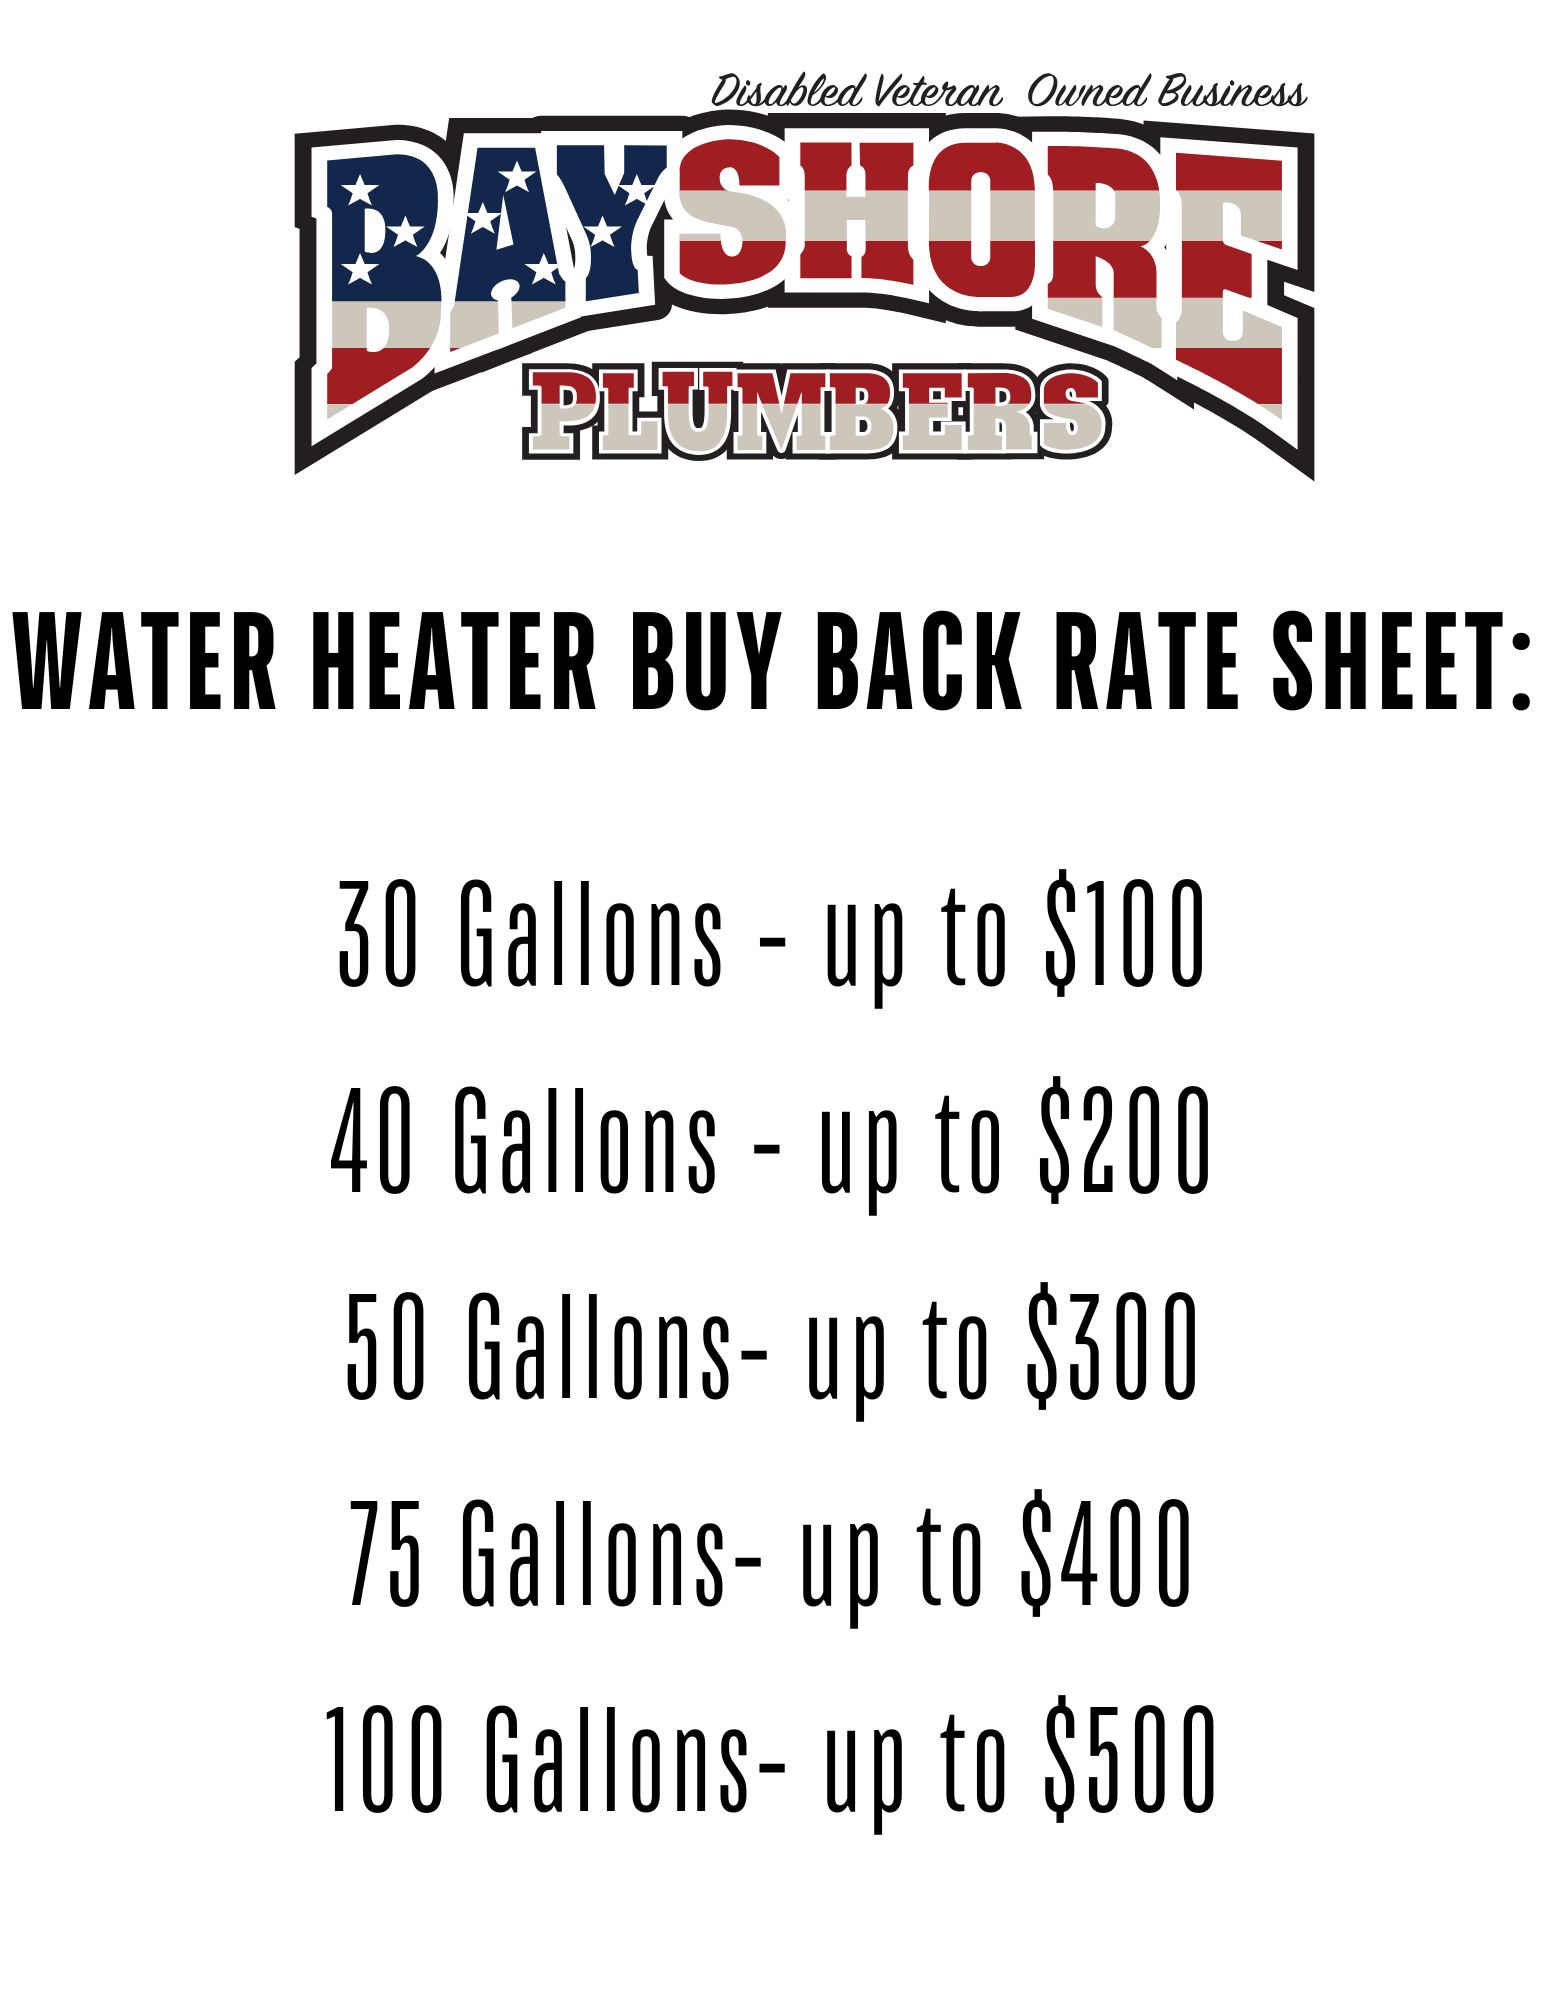 Disabled Veteran Owned Business
BAYSHORE
PLUMBERS
WATER HEATER BUY BACK RATE SHEET:
30 Gallons - up to $100
40 Gallons - up to $200
50 Gallons- up to $300
75 Gallons- up to $400
100 Gallons- up to $500